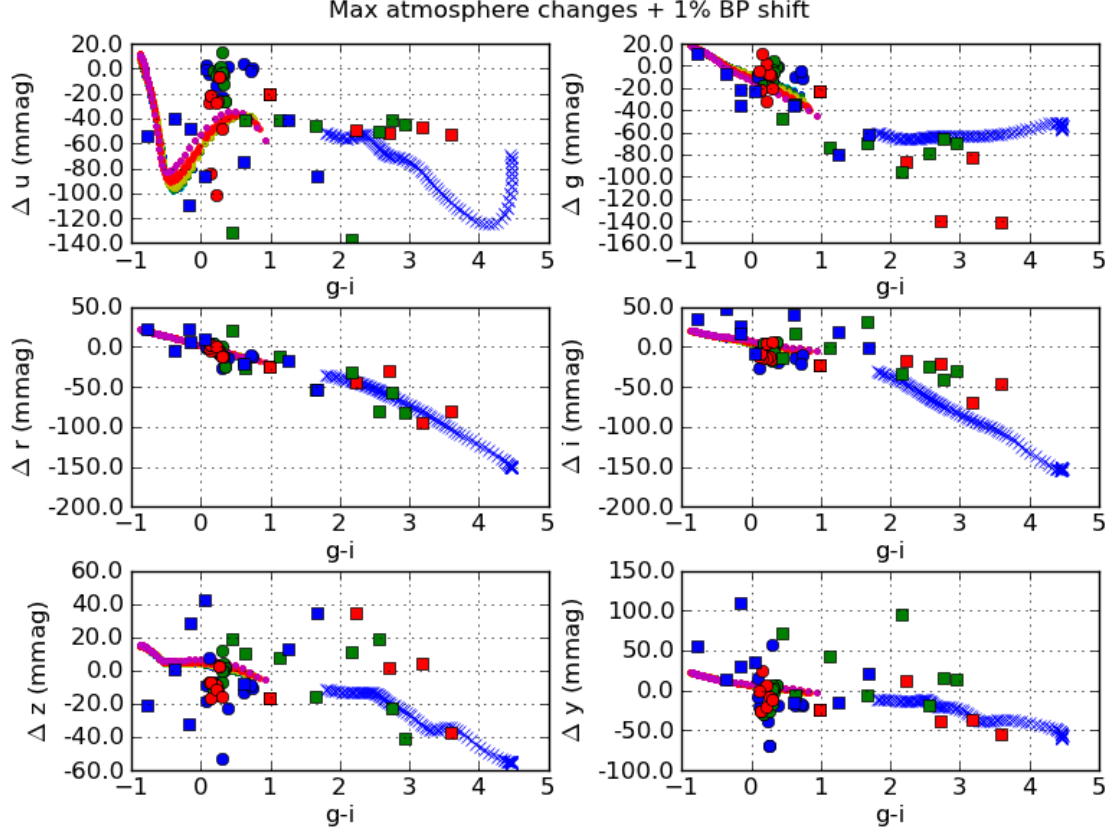 Max atmosphere changes + 1% BP shift
Δ u (mmag)
20.0
0.0
-20.0
-40.0
-60.0
-80.0
-100.0
-120.0
-140.0
−1 0 1 2 3 4 5
g-i
Δ g (mmag)
20.0
0.0
-20.0
-40.0
-60.0
-80.0
-100.0
-120.0
-140.0
-160.0
−1 0 1 2 3 4 5
g-i
Δ r (mmag)
50.0
0.0
-50.0
-100.0
-150.0
-200.0
−1 0 1 2 3 4 5
g-i
Δ i (mmag)
50.0
0.0
-50.0
-100.0
-150.0
-200.0
−1 0 1 2 3 4 5
g-i
Δ z (mmag)
60.0
40.0
20.0
0.0
-20.0
-40.0
-60.0
−1 0 1 2 3 4 5
g-i
Δ y (mmag)
150.0
100.0
50.0
0.0
-50.0
-100.0
−1 0 1 2 3 4 5
g-i